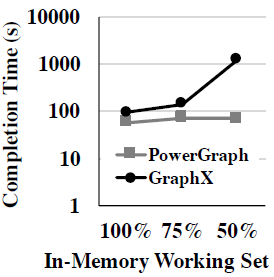 Completion Time (s)
10000
1000
100
10
1
PowerGraph
GraphX
100% 75% 50%
In-Memory Working Set